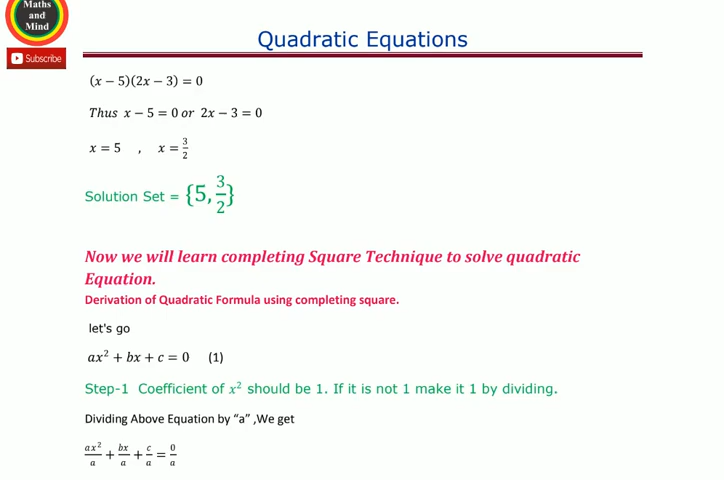 Maths
and
Mind
Subscribe
Quadratic Equations
(x − 5)(2x − 3) = 0
Thus x − 5 = 0 or 2x − 3 = 0
x = 5 , x = 3/2
Solution Set = {5, 3/2}
Now we will learn completing Square Technique to solve quadratic
Equation.
Derivation of Quadratic Formula using completing square.
let's go
ax² + bx + c = 0 (1)
Step-1 Coefficient of x² should be 1. If it is not 1 make it 1 by dividing.
Dividing Above Equation by “a” ,We get
ax²/a + bx/a + c/a = 0/a